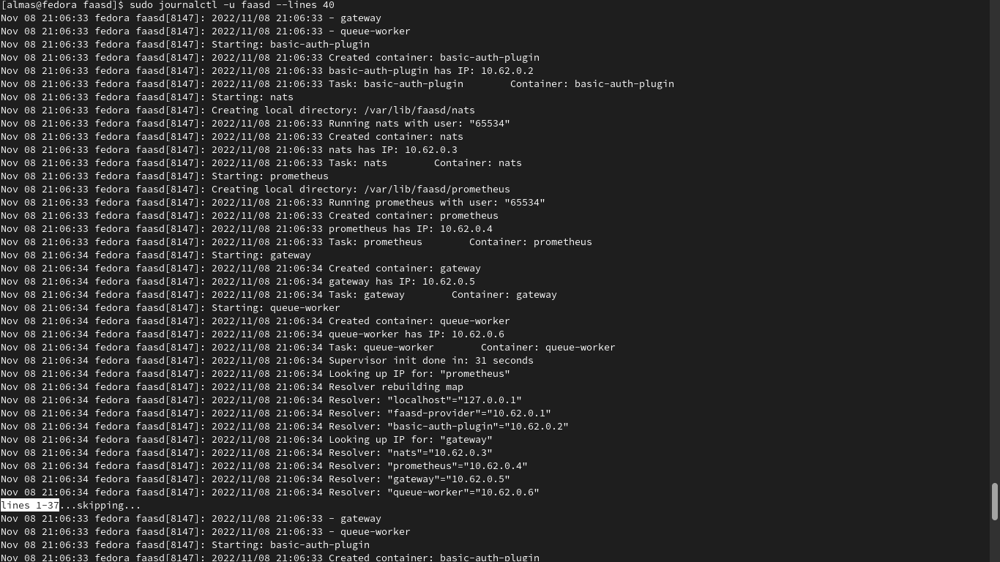 [almas@fedora faasd]$ sudo journalctl -u faasd --lines 40
Nov 08 21:06:33 fedora faasd[8147]: 2022/11/08 21:06:33 - gateway
Nov 08 21:06:33 fedora faasd[8147]: 2022/11/08 21:06:33 - queue-worker
Nov 08 21:06:33 fedora faasd[8147]: Starting: basic-auth-plugin
Nov 08 21:06:33 fedora faasd[8147]: 2022/11/08 21:06:33 Created container: basic-auth-plugin
Nov 08 21:06:33 fedora faasd[8147]: 2022/11/08 21:06:33 basic-auth-plugin has IP: 10.62.0.2
Nov 08 21:06:33 fedora faasd[8147]: 2022/11/08 21:06:33 Task: basic-auth-plugin        Container: basic-auth-plugin
Nov 08 21:06:33 fedora faasd[8147]: Starting: nats
Nov 08 21:06:33 fedora faasd[8147]: Creating local directory: /var/lib/faasd/nats
Nov 08 21:06:33 fedora faasd[8147]: 2022/11/08 21:06:33 Running nats with user: "65534"
Nov 08 21:06:33 fedora faasd[8147]: 2022/11/08 21:06:33 Created container: nats
Nov 08 21:06:33 fedora faasd[8147]: 2022/11/08 21:06:33 nats has IP: 10.62.0.3
Nov 08 21:06:33 fedora faasd[8147]: 2022/11/08 21:06:33 Task: nats        Container: nats
Nov 08 21:06:33 fedora faasd[8147]: Starting: prometheus
Nov 08 21:06:33 fedora faasd[8147]: Creating local directory: /var/lib/faasd/prometheus
Nov 08 21:06:33 fedora faasd[8147]: 2022/11/08 21:06:33 Running prometheus with user: "65534"
Nov 08 21:06:33 fedora faasd[8147]: 2022/11/08 21:06:33 Created container: prometheus
Nov 08 21:06:33 fedora faasd[8147]: 2022/11/08 21:06:33 prometheus has IP: 10.62.0.4
Nov 08 21:06:33 fedora faasd[8147]: 2022/11/08 21:06:33 Task: prometheus        Container: prometheus
Nov 08 21:06:34 fedora faasd[8147]: Starting: gateway
Nov 08 21:06:34 fedora faasd[8147]: 2022/11/08 21:06:34 Created container: gateway
Nov 08 21:06:34 fedora faasd[8147]: 2022/11/08 21:06:34 gateway has IP: 10.62.0.5
Nov 08 21:06:34 fedora faasd[8147]: 2022/11/08 21:06:34 Task: gateway        Container: gateway
Nov 08 21:06:34 fedora faasd[8147]: Starting: queue-worker
Nov 08 21:06:34 fedora faasd[8147]: 2022/11/08 21:06:34 Created container: queue-worker
Nov 08 21:06:34 fedora faasd[8147]: 2022/11/08 21:06:34 queue-worker has IP: 10.62.0.6
Nov 08 21:06:34 fedora faasd[8147]: 2022/11/08 21:06:34 Task: queue-worker        Container: queue-worker
Nov 08 21:06:34 fedora faasd[8147]: 2022/11/08 21:06:34 Supervisor init done in: 31 seconds
Nov 08 21:06:34 fedora faasd[8147]: 2022/11/08 21:06:34 Looking up IP for: "prometheus"
Nov 08 21:06:34 fedora faasd[8147]: 2022/11/08 21:06:34 Resolver rebuilding map
Nov 08 21:06:34 fedora faasd[8147]: 2022/11/08 21:06:34 Resolver: "localhost"="127.0.0.1"
Nov 08 21:06:34 fedora faasd[8147]: 2022/11/08 21:06:34 Resolver: "faasd-provider"="10.62.0.1"
Nov 08 21:06:34 fedora faasd[8147]: 2022/11/08 21:06:34 Resolver: "basic-auth-plugin"="10.62.0.2"
Nov 08 21:06:34 fedora faasd[8147]: 2022/11/08 21:06:34 Looking up IP for: "gateway"
Nov 08 21:06:34 fedora faasd[8147]: 2022/11/08 21:06:34 Resolver: "nats"="10.62.0.3"
Nov 08 21:06:34 fedora faasd[8147]: 2022/11/08 21:06:34 Resolver: "prometheus"="10.62.0.4"
Nov 08 21:06:34 fedora faasd[8147]: 2022/11/08 21:06:34 Resolver: "gateway"="10.62.0.5"
Nov 08 21:06:34 fedora faasd[8147]: 2022/11/08 21:06:34 Resolver: "queue-worker"="10.62.0.6"
lines 1-37...skipping...
Nov 08 21:06:33 fedora faasd[8147]: 2022/11/08 21:06:33 - gateway
Nov 08 21:06:33 fedora faasd[8147]: 2022/11/08 21:06:33 - queue-worker
Nov 08 21:06:33 fedora faasd[8147]: Starting: basic-auth-plugin
Nov 08 21:06:33 fedora faasd[8147]: 2022/11/08 21:06:33 Created container: basic-auth-plugin